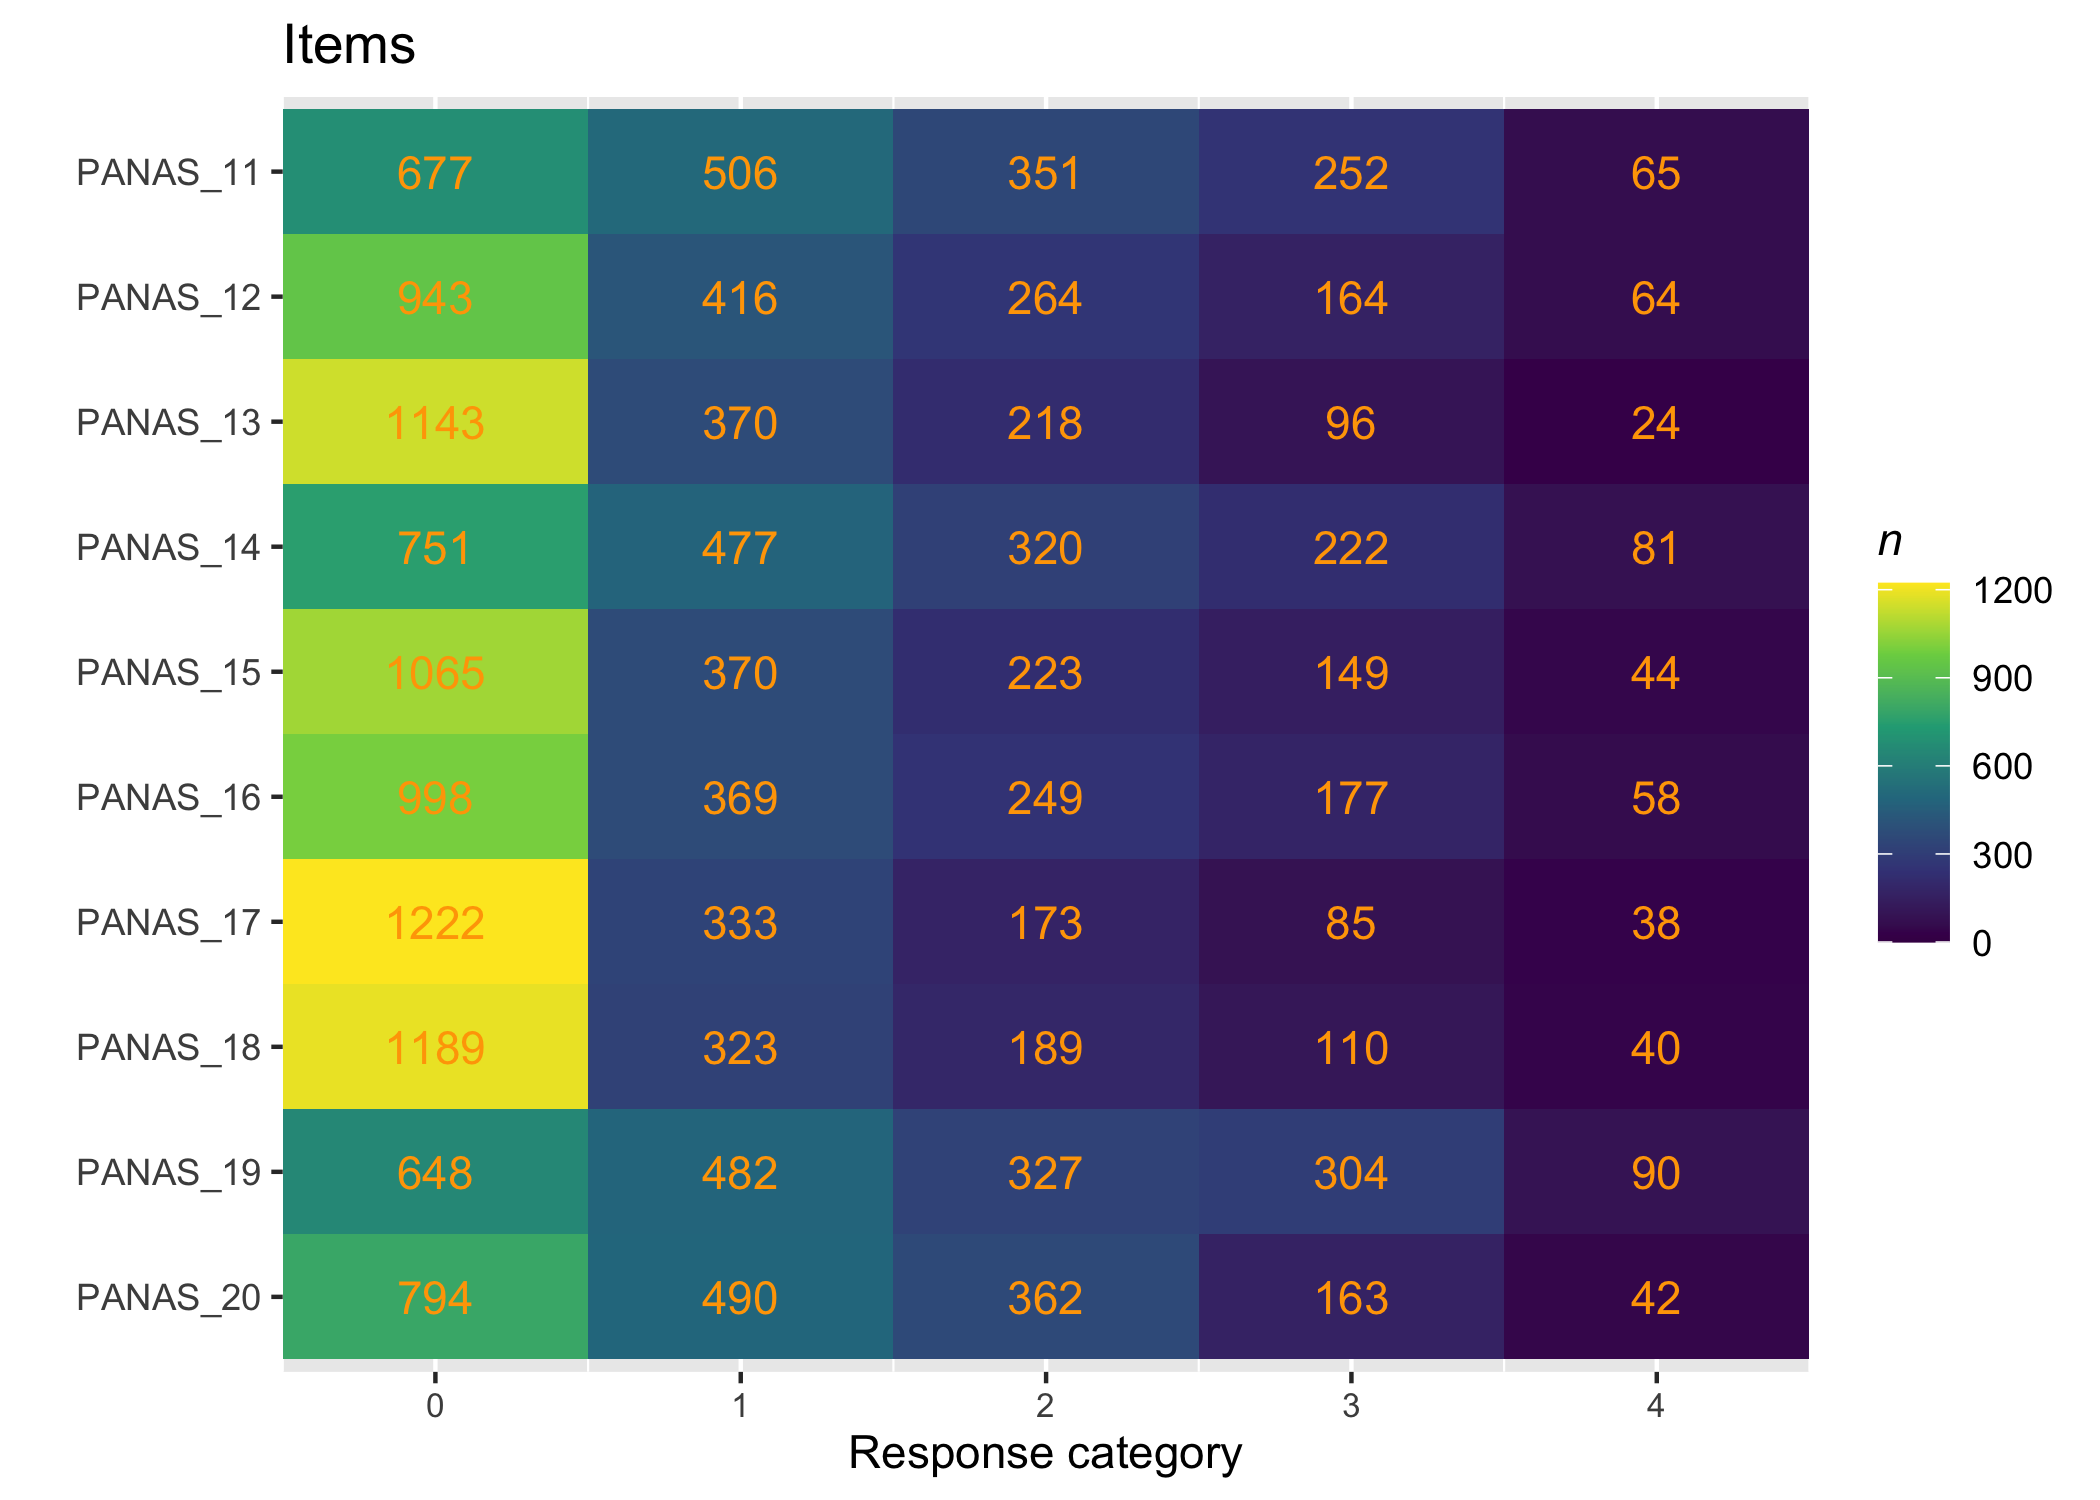 Items
PANAS_11 677 506 351 252 65
PANAS_12 943 416 264 164 64
PANAS_13 1143 370 218 96 24
PANAS_14 751 477 320 222 81
PANAS_15 1065 370 223 149 44
PANAS_16 998 369 249 177 58
PANAS_17 1222 333 173 85 38
PANAS_18 1189 323 189 110 40
PANAS_19 648 482 327 304 90
PANAS_20 794 490 362 163 42
0 1 2 3 4
Response category
n
1200
900
600
300
0